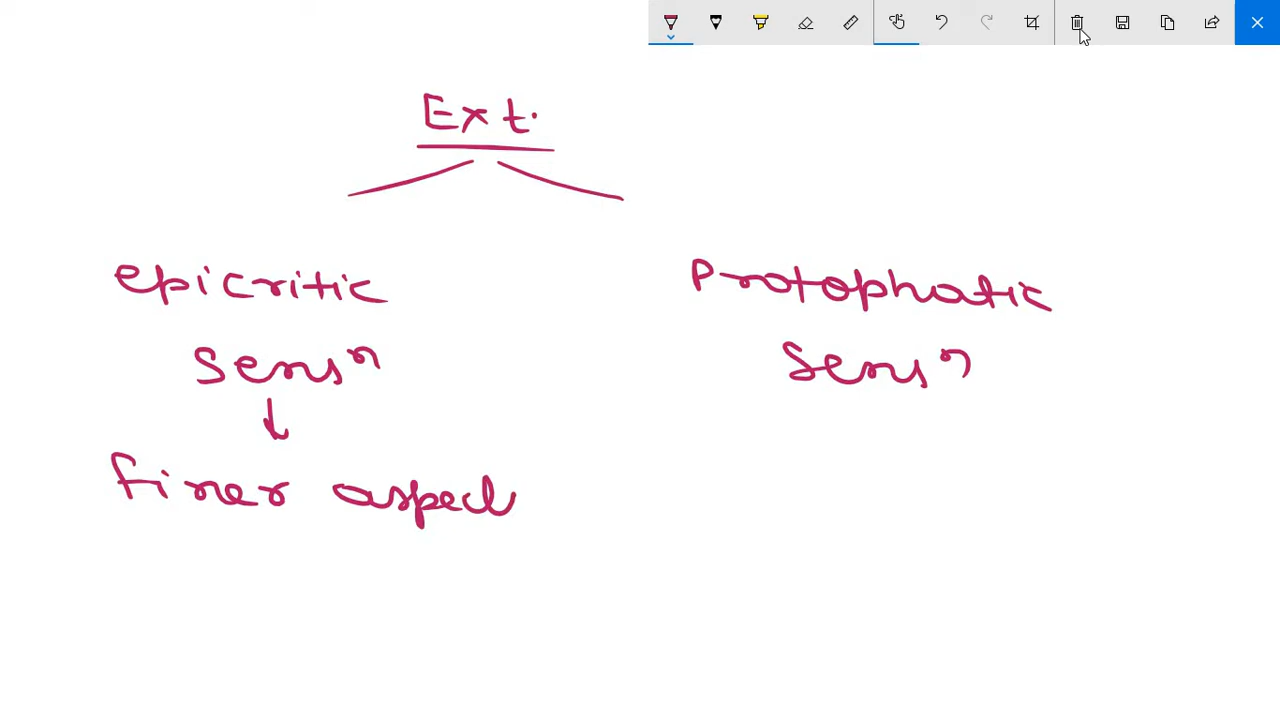 Ext.
epicritic
Protophatic
sensⁿ
sensⁿ
finer aspect